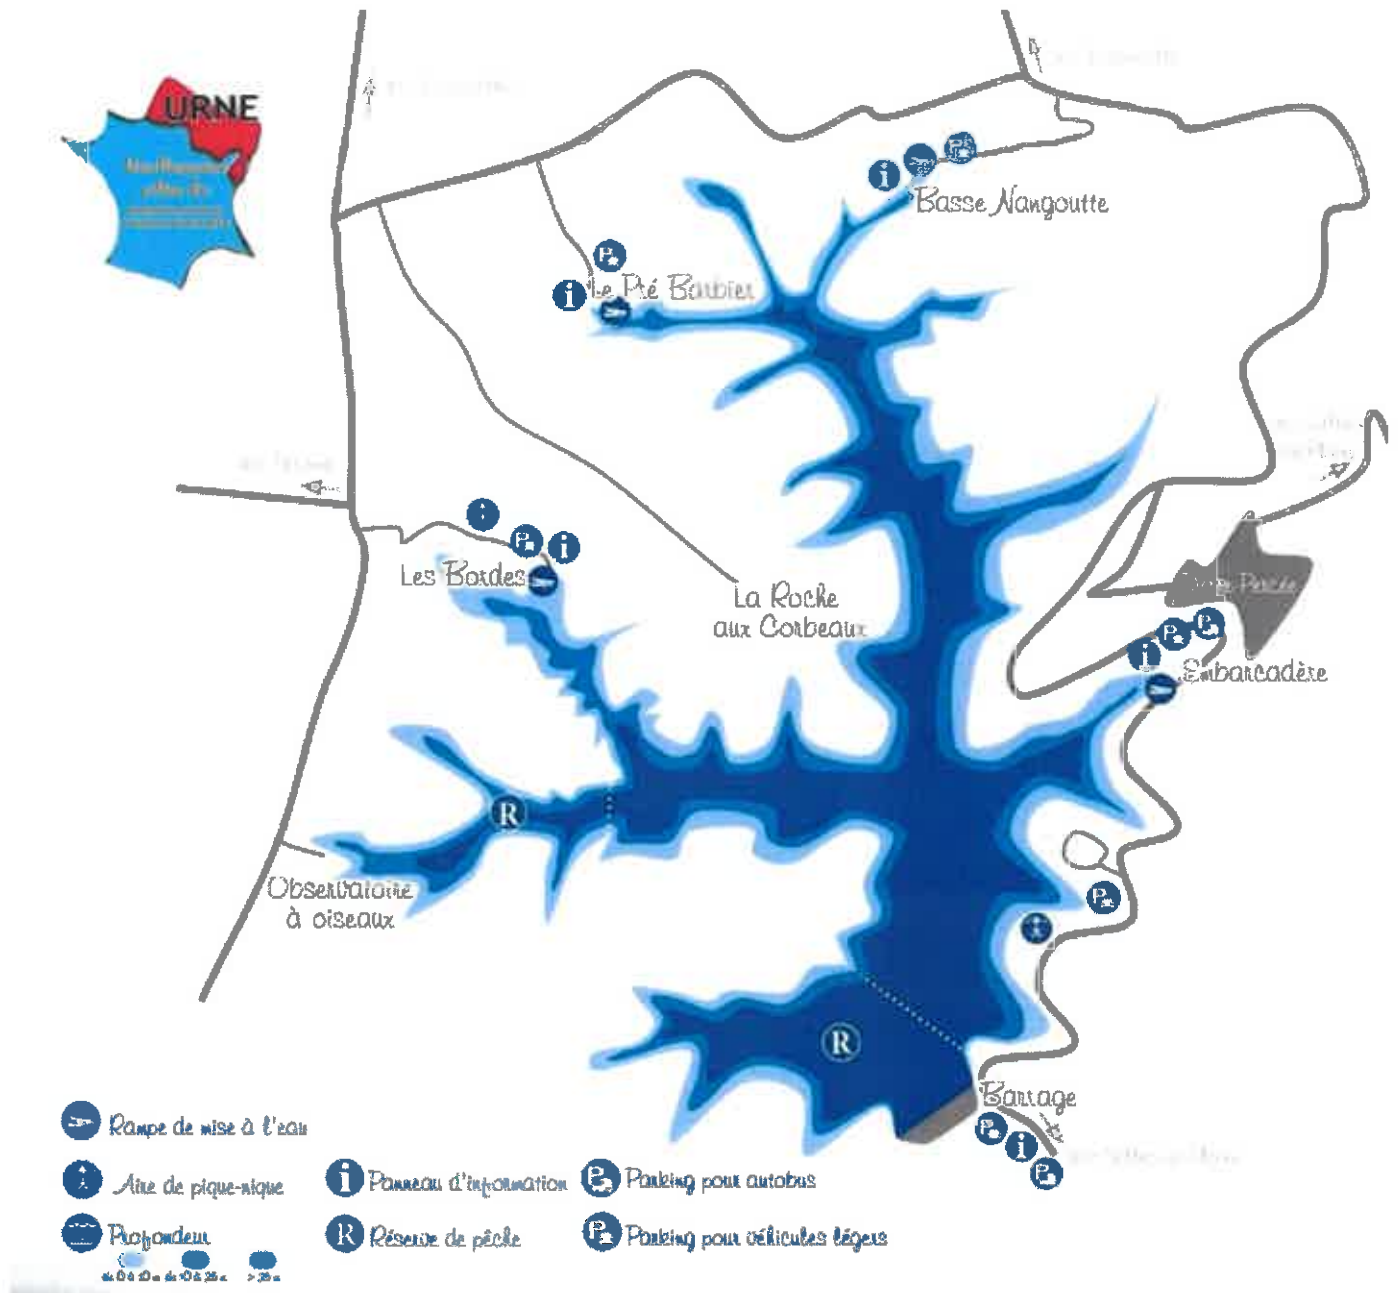 URNE
Basse Nangoutte
Le Pré Barbier
Les Bordes
La Roche
aux Corbeaux
Embarcadère
R
Observatoire
à oiseaux
R
Barrage
Rampe de mise à l'eau
Aire de pique-nique
Panneau d'information
Parking pour autobus
Profondeur
Réserve de pêche
Parking pour véhicules légers